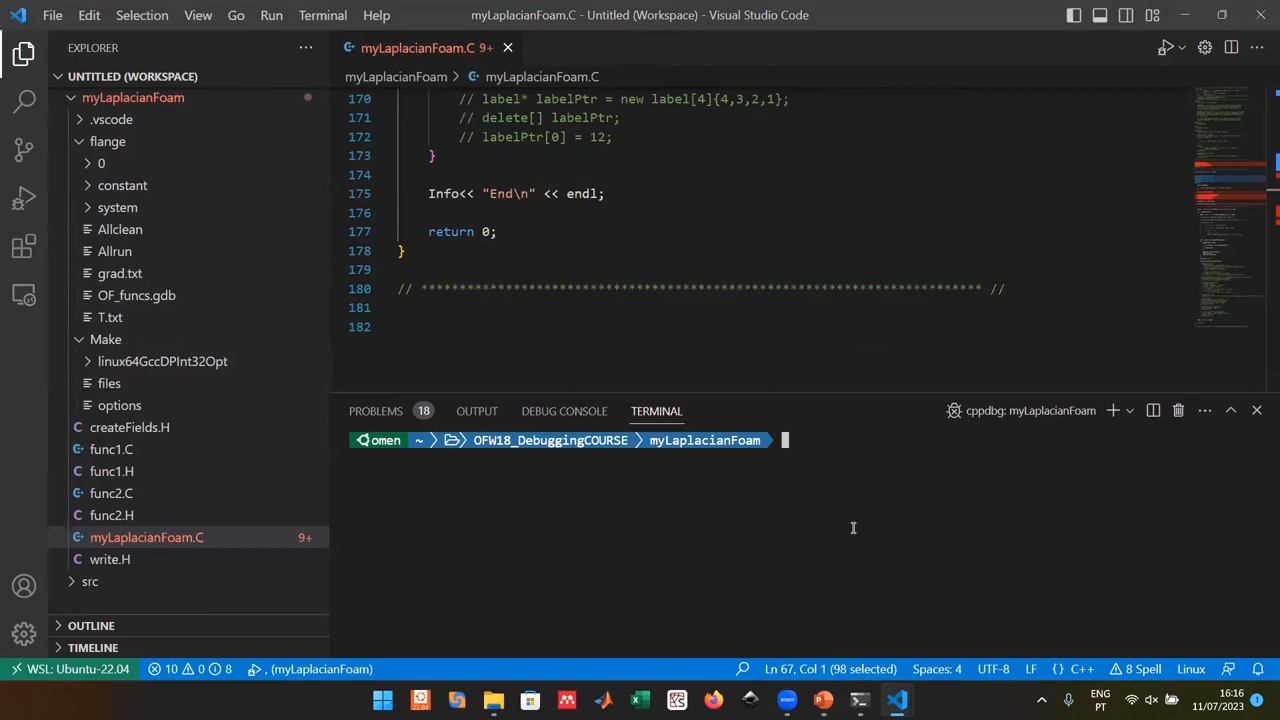 File Edit Selection View Go Run Terminal Help
myLaplacianFoam.C - Untitled (Workspace) - Visual Studio Code
EXPLORER
UNTITLED (WORKSPACE)
myLaplacianFoam
.vscode
flange
0
constant
system
Allclean
Allrun
grad.txt
OF_funcs.gdb
T.txt
Make
linux64GccDPInt32Opt
files
options
createFields.H
func1.C
func1.H
func2.C
func2.H
myLaplacianFoam.C 9+
write.H
src
OUTLINE
TIMELINE
myLaplacianFoam.C 9+
myLaplacianFoam > myLaplacianFoam.C
170 // label* labelPtr = new label[4]{4,3,2,1};
171 delete[] labelPtr;
172 // labelPtr[0] = 12;
173
174
175 Info<< "End\n" << endl;
176
177 return 0;
178 }
179
180 // ************************************************************************* //
181
182
PROBLEMS 18 OUTPUT DEBUG CONSOLE TERMINAL
cppdbg: myLaplacianFoam
omen ~ OFW18_DebuggingCOURSE myLaplacianFoam
WSL: Ubuntu-22.04 10 0 8 , (myLaplacianFoam)
Ln 67, Col 1 (98 selected) Spaces: 4 UTF-8 LF {} C++ 8 Spell Linux
22.04
zoom
ENG
PT
16:16
11/07/2023
1